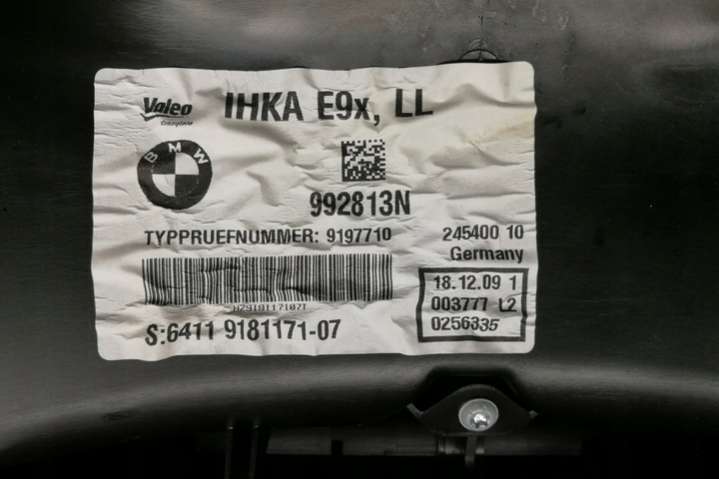 Valeo
IHKA E9x, LL
BMW
992813N
TYPPRUEFNUMMER: 9197710
245400 10
Germany
S:6411 9181171-07
18.12.09 1
003777 L2
0256335